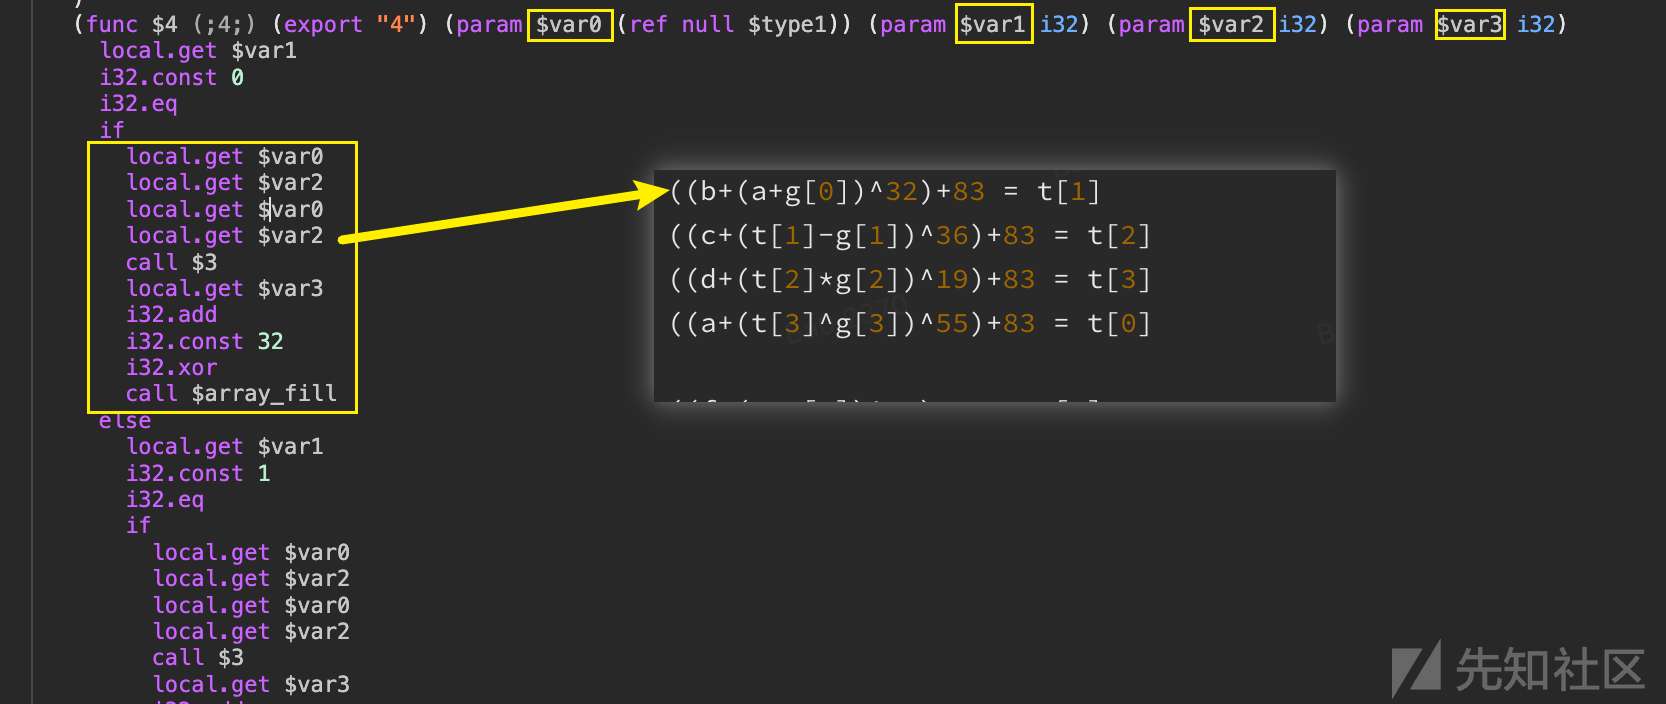 )
(func $4 (;4;) (export "4") (param $var0 (ref null $type1)) (param $var1 i32) (param $var2 i32) (param $var3 i32)
local.get $var1
i32.const 0
i32.eq
if
local.get $var0
local.get $var2
local.get $var0
local.get $var2
call $3
local.get $var3
i32.add
i32.const 32
i32.xor
call $array_fill
else
local.get $var1
i32.const 1
i32.eq
if
local.get $var0
local.get $var2
local.get $var0
local.get $var2
call $3
local.get $var3
((b+(a+g[0])^32)+83 = t[1]
((c+(t[1]-g[1])^36)+83 = t[2]
((d+(t[2]*g[2])^19)+83 = t[3]
((a+(t[3]^g[3])^55)+83 = t[0]
先知社区